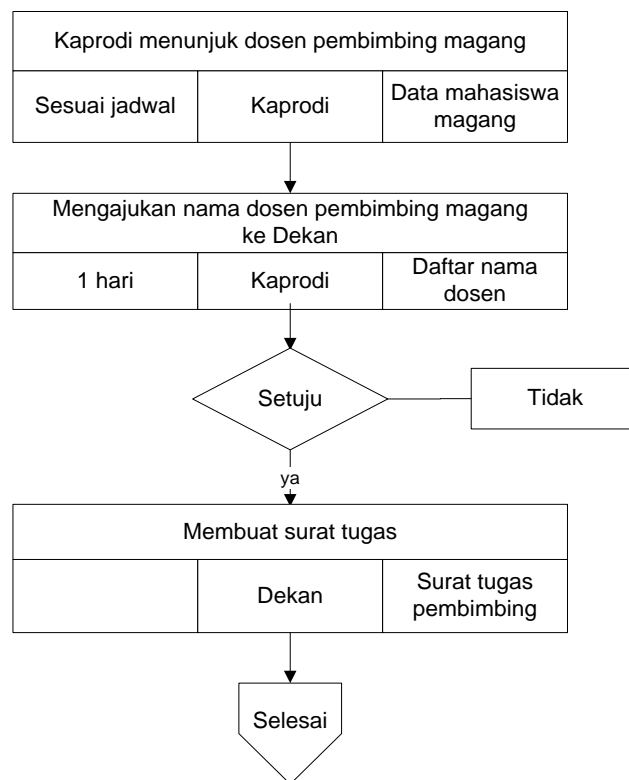 Kaprodi menunjuk dosen pembimbing magang
Sesuai jadwal
Kaprodi
Data mahasiswa
magang
Mengajukan nama dosen pembimbing magang
ke Dekan
1 hari
Kaprodi
Daftar nama
dosen
Setuju
Tidak
ya
Membuat surat tugas
Dekan
Surat tugas
pembimbing
Selesai